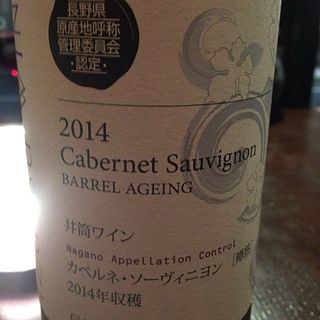 長野県
原産地呼称
管理委員会
・認定・
2014
Cabernet Sauvignon
BARREL AGEING
井筒ワイン
Nagano Appellation Control
カベルネ・ソーヴィニヨン [樽熟]
2014年収穫